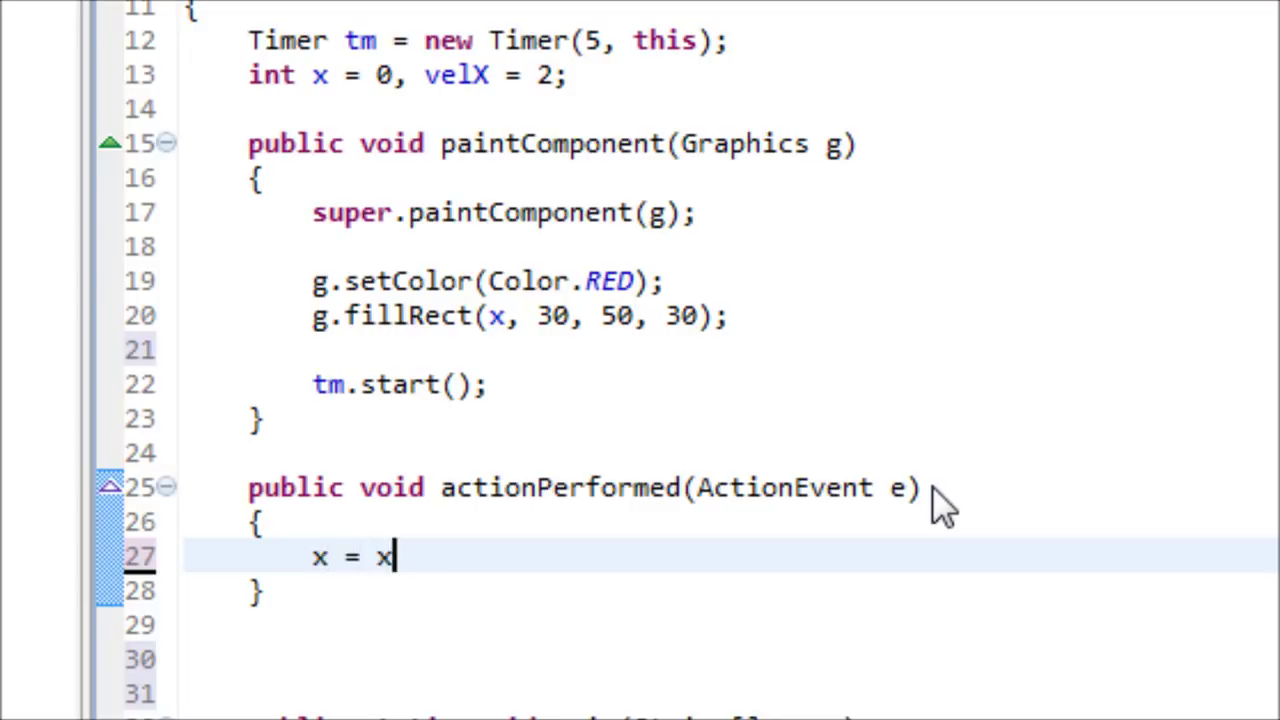 11 {
12 Timer tm = new Timer(5, this);
13 int x = 0, velX = 2;
14
15 public void paintComponent(Graphics g)
16 {
17 super.paintComponent(g);
18
19 g.setColor(Color.RED);
20 g.fillRect(x, 30, 50, 30);
21
22 tm.start();
23 }
24
25 public void actionPerformed(ActionEvent e)
26 {
27 x = x
28 }
29
30
31